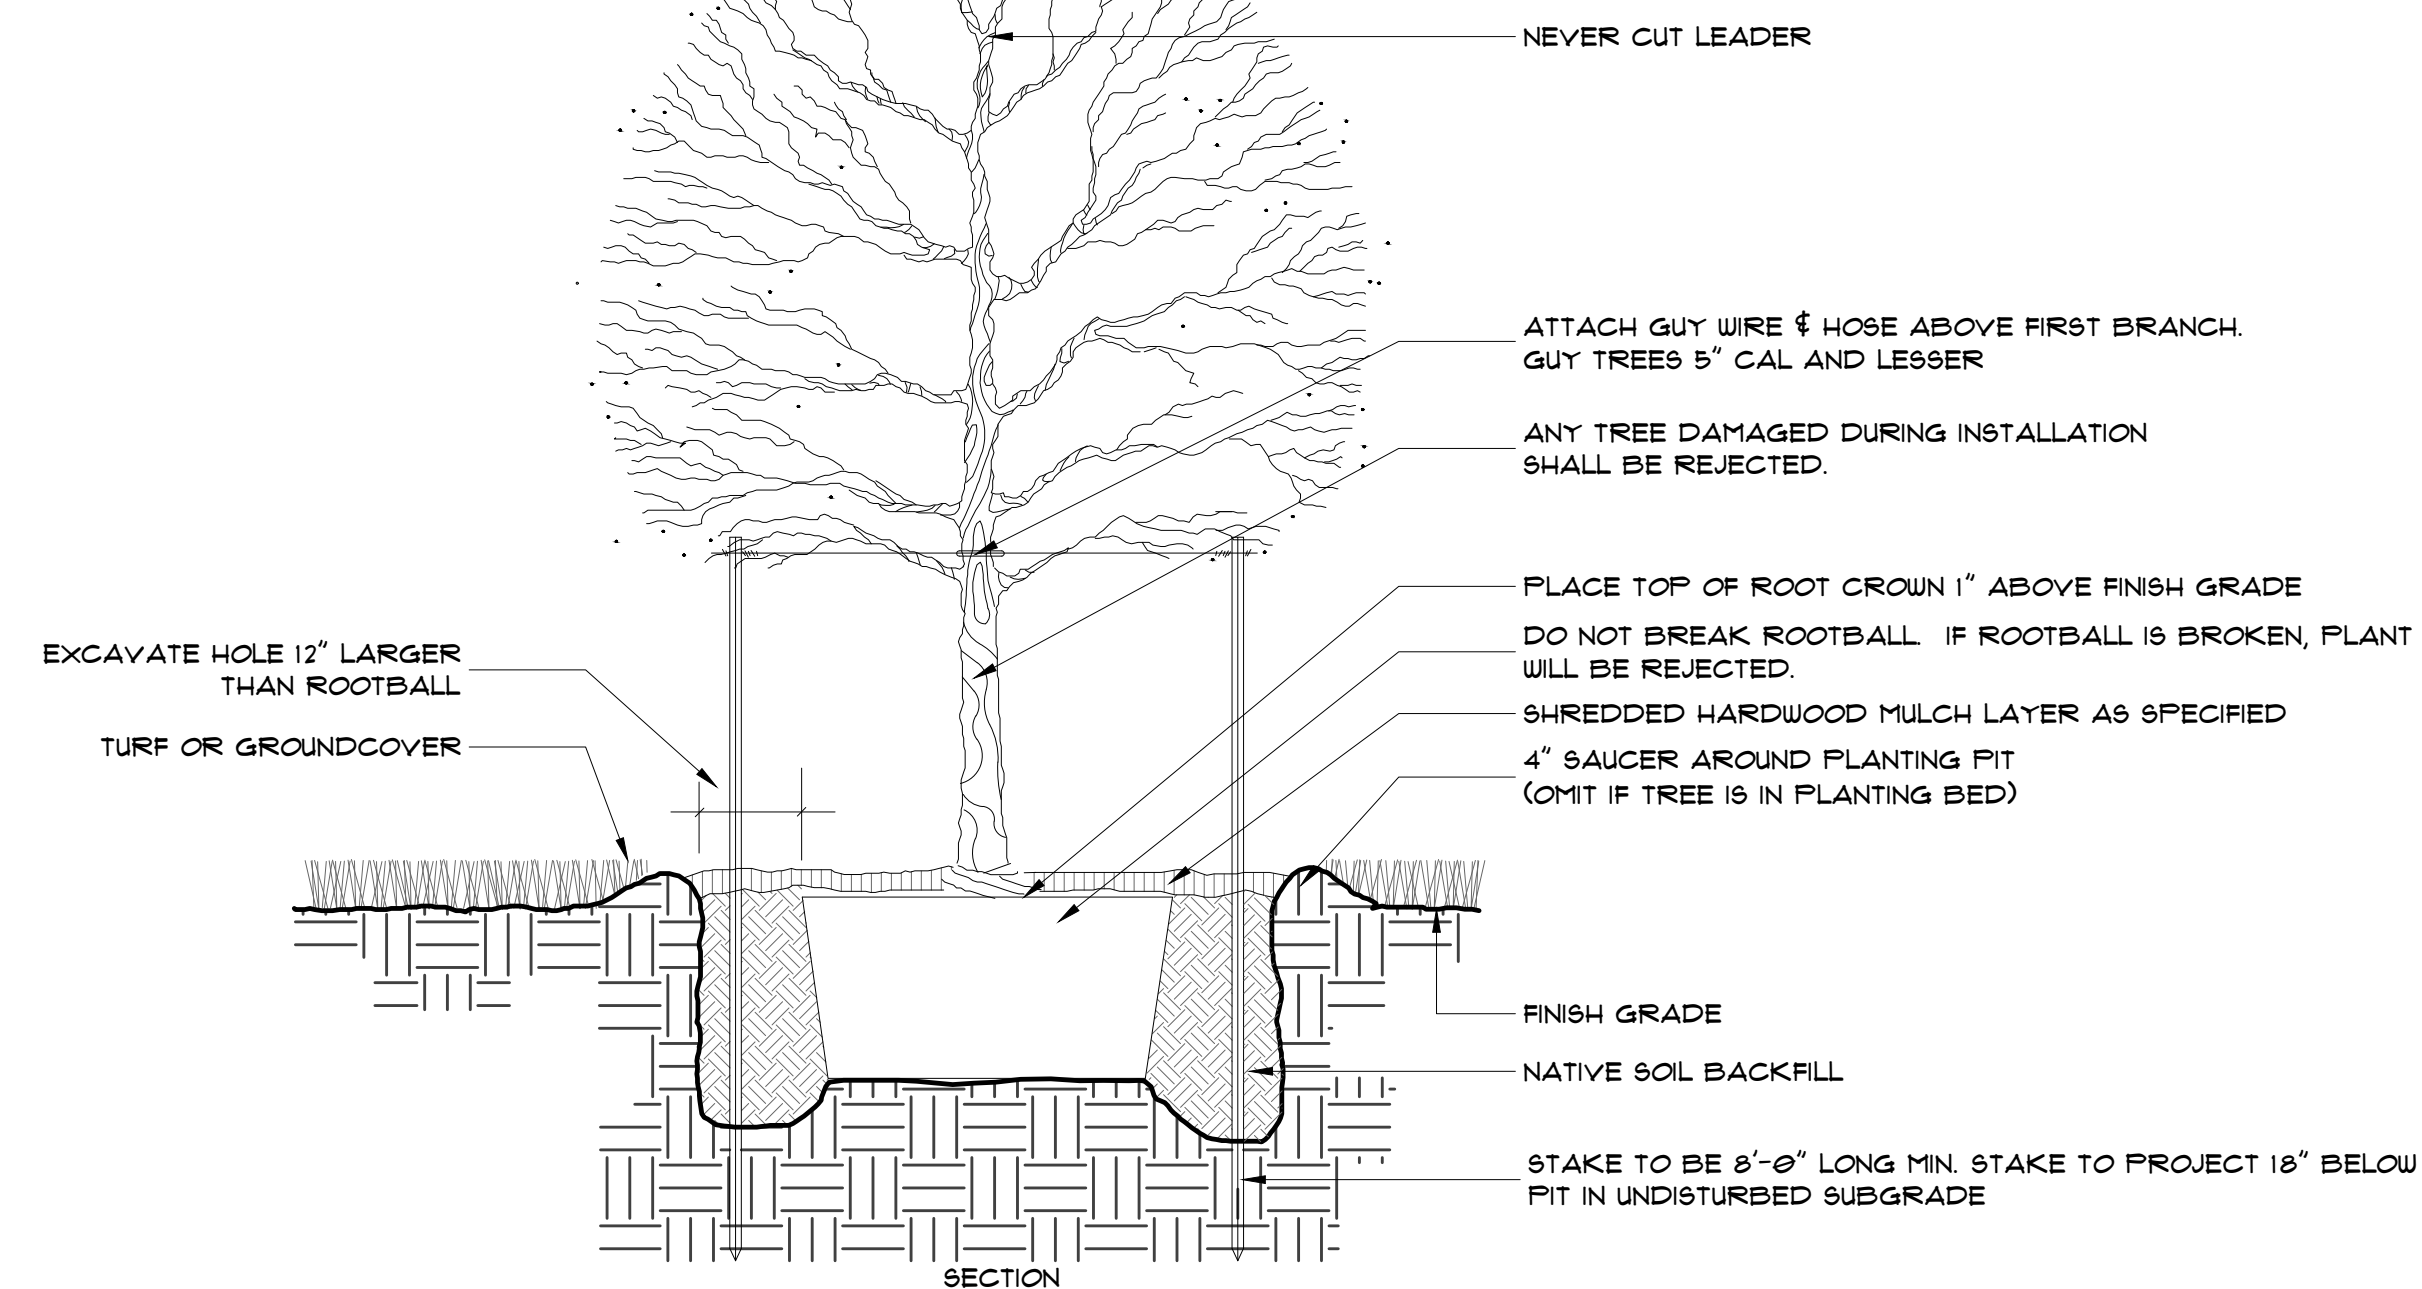 NEVER CUT LEADER
ATTACH GUY WIRE & HOSE ABOVE FIRST BRANCH.
GUY TREES 5" CAL AND LESSER
ANY TREE DAMAGED DURING INSTALLATION
SHALL BE REJECTED.
PLACE TOP OF ROOT CROWN 1" ABOVE FINISH GRADE
DO NOT BREAK ROOTBALL. IF ROOTBALL IS BROKEN, PLANT
WILL BE REJECTED.
EXCAVATE HOLE 12" LARGER
THAN ROOTBALL
SHREDDED HARDWOOD MULCH LAYER AS SPECIFIED
TURF OR GROUNDCOVER
4" SAUCER AROUND PLANTING PIT
(OMIT IF TREE IS IN PLANTING BED)
FINISH GRADE
NATIVE SOIL BACKFILL
STAKE TO BE 8'-0" LONG MIN. STAKE TO PROJECT 18" BELOW
PIT IN UNDISTURBED SUBGRADE
SECTION